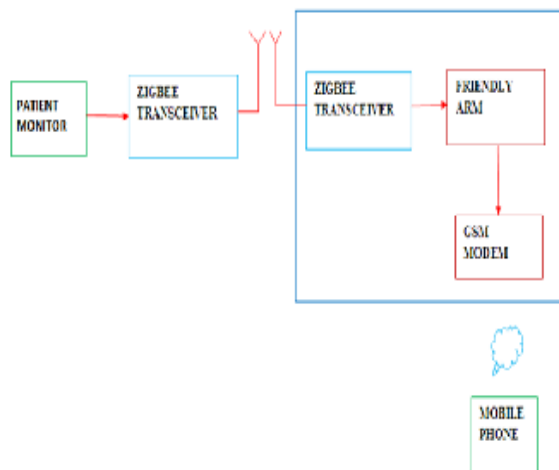 PATIENT
MONITOR
ZIGBEE
TRANSCEIVER
ZIGBEE
TRANSCEIVER
FRIENDLY
ARM
GSM
MODEM
MOBILE
PHONE